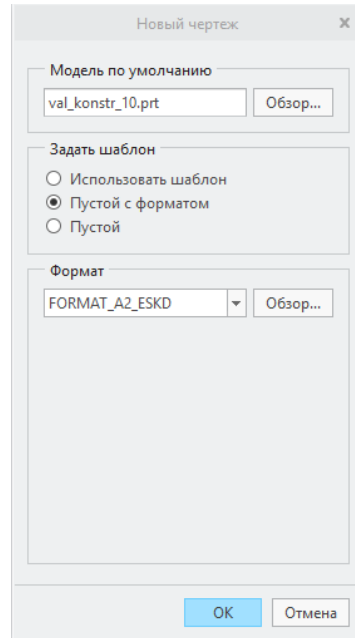 Новый чертеж
Модель по умолчанию
val_konstr_10.prt Обзор...
Задать шаблон
Использовать шаблон
Пустой с форматом
Пустой
Формат
FORMAT_A2_ESKD Обзор...
OK Отмена